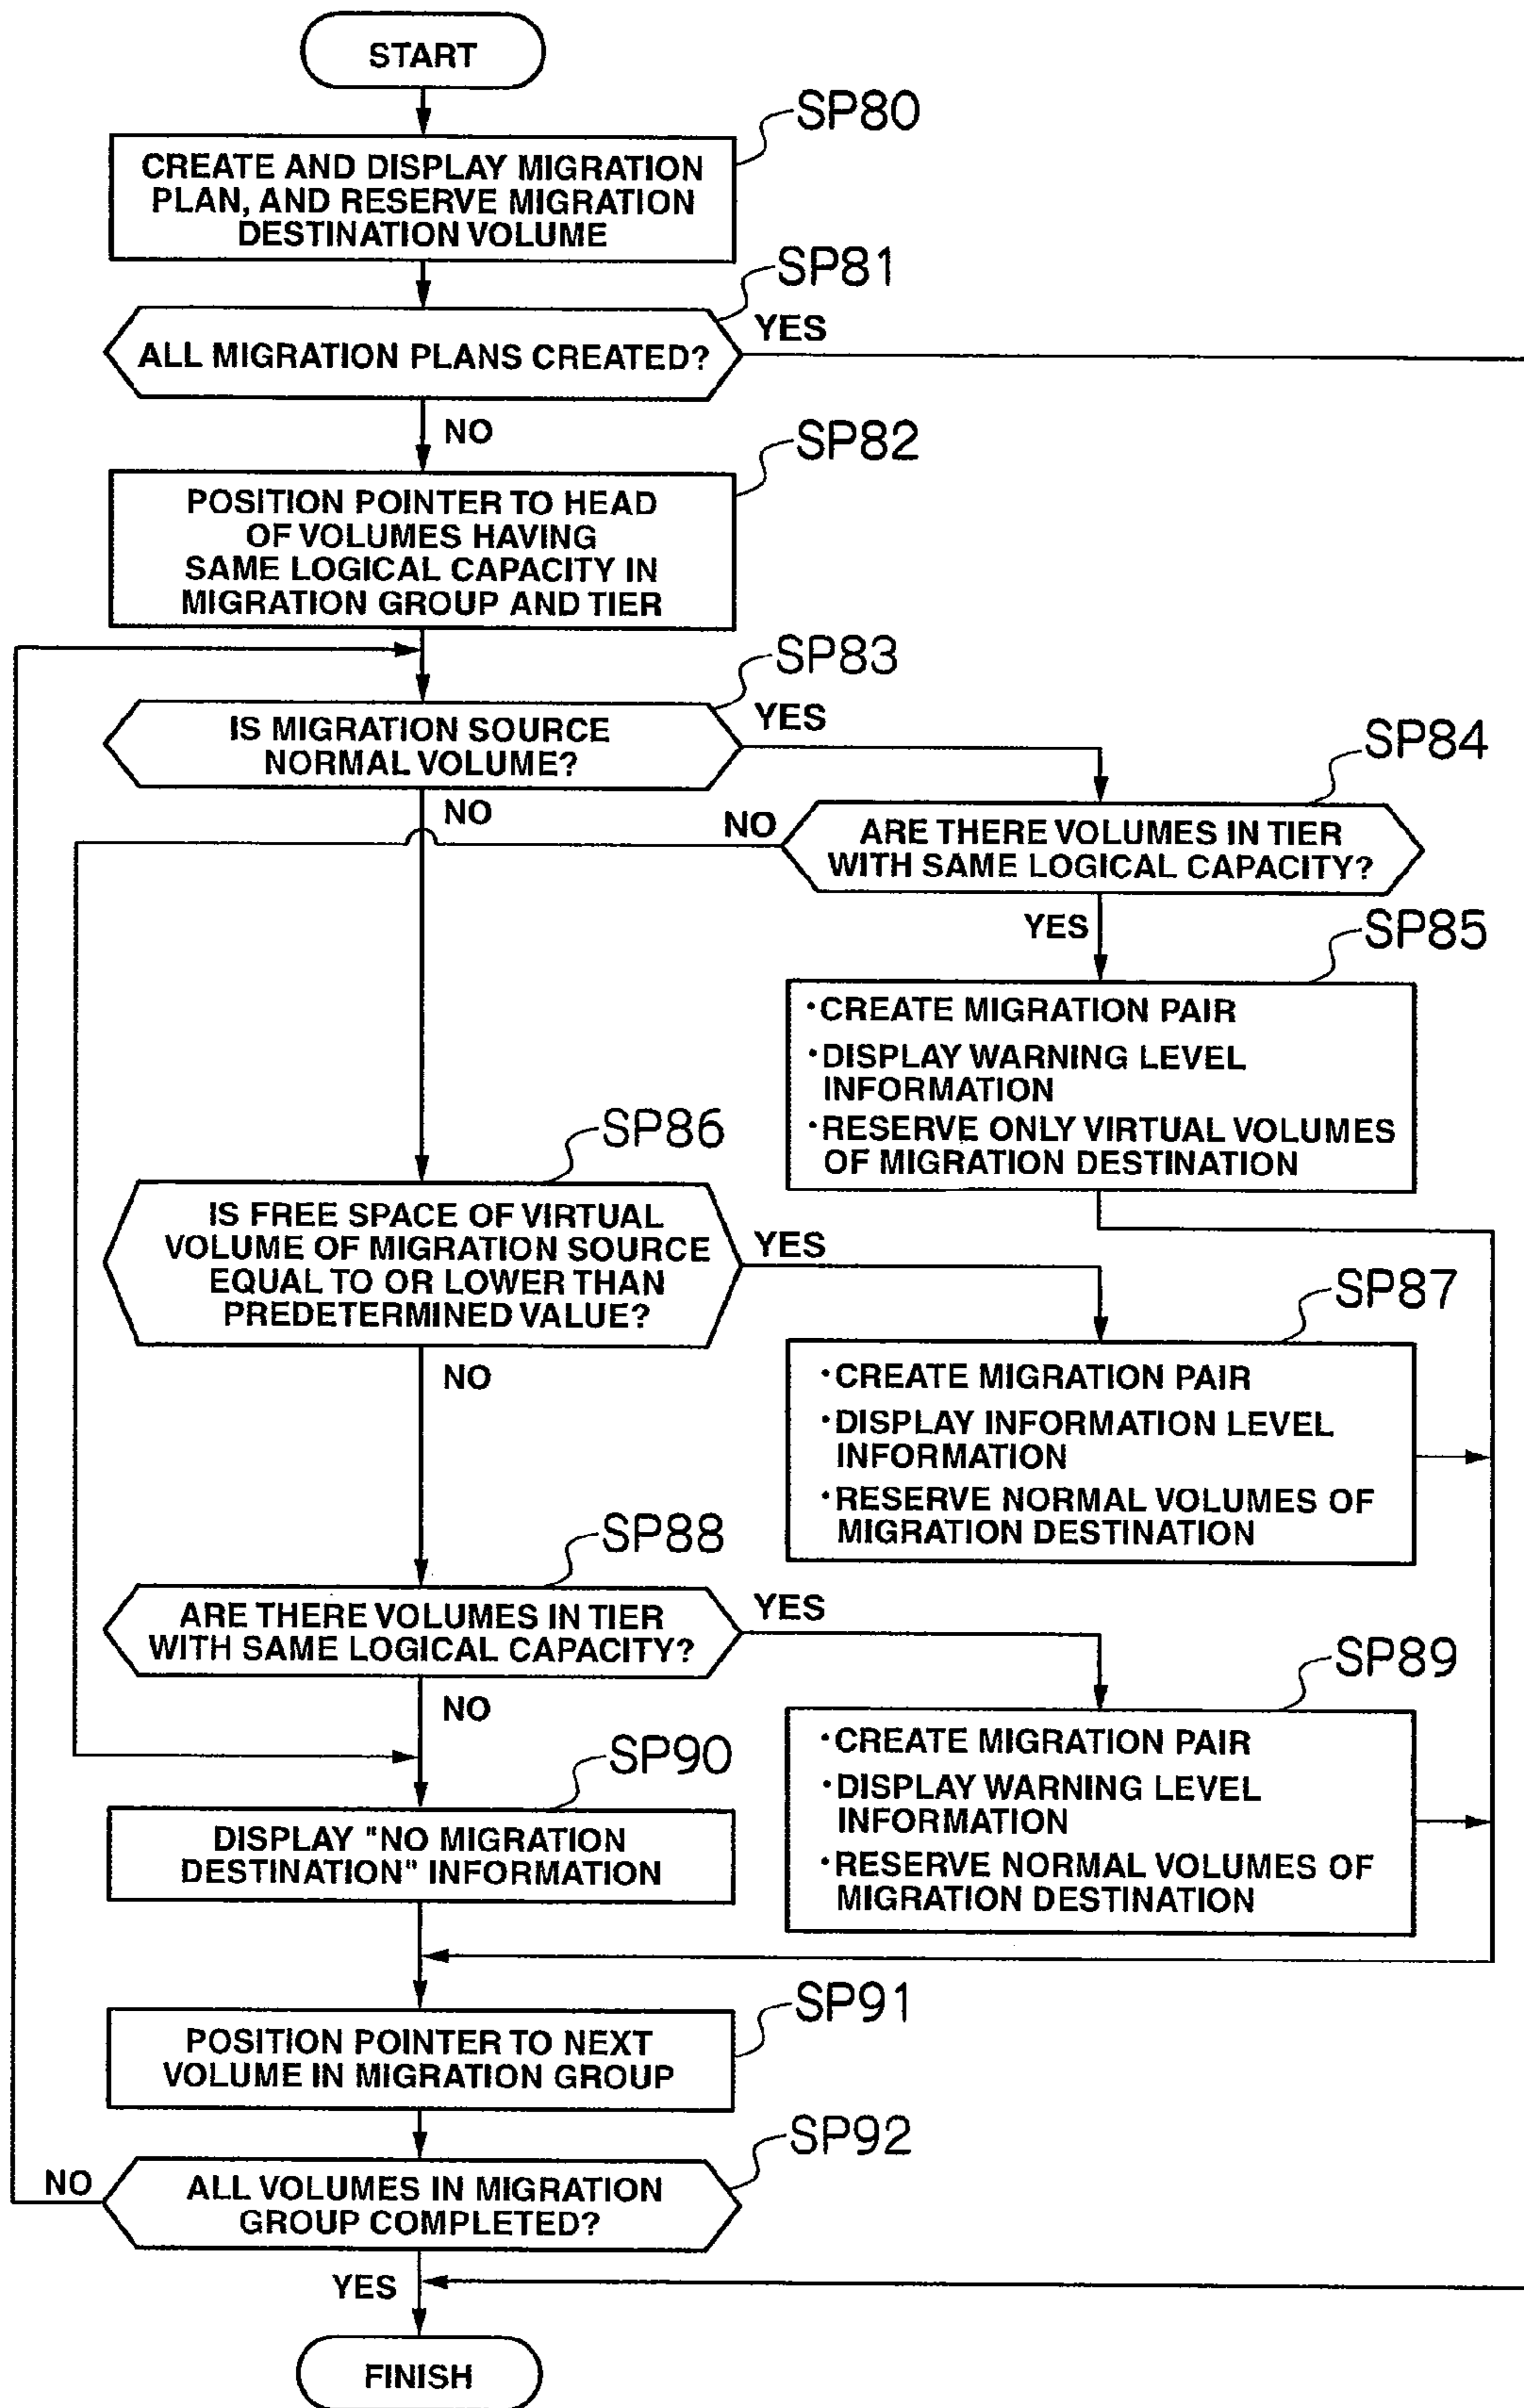 START
SP80
CREATE AND DISPLAY MIGRATION
PLAN, AND RESERVE MIGRATION
DESTINATION VOLUME
SP81
ALL MIGRATION PLANS CREATED?
YES
NO
SP82
POSITION POINTER TO HEAD
OF VOLUMES HAVING
SAME LOGICAL CAPACITY IN
MIGRATION GROUP AND TIER
SP83
IS MIGRATION SOURCE
NORMAL VOLUME?
YES
NO
SP84
ARE THERE VOLUMES IN TIER
WITH SAME LOGICAL CAPACITY?
NO
YES
SP85
·CREATE MIGRATION PAIR
·DISPLAY WARNING LEVEL
INFORMATION
·RESERVE ONLY VIRTUAL VOLUMES
OF MIGRATION DESTINATION
SP86
IS FREE SPACE OF VIRTUAL
VOLUME OF MIGRATION SOURCE
EQUAL TO OR LOWER THAN
PREDETERMINED VALUE?
YES
NO
SP87
·CREATE MIGRATION PAIR
·DISPLAY INFORMATION LEVEL
INFORMATION
·RESERVE NORMAL VOLUMES OF
MIGRATION DESTINATION
SP88
ARE THERE VOLUMES IN TIER
WITH SAME LOGICAL CAPACITY?
YES
NO
SP89
·CREATE MIGRATION PAIR
·DISPLAY WARNING LEVEL
INFORMATION
·RESERVE NORMAL VOLUMES OF
MIGRATION DESTINATION
SP90
DISPLAY "NO MIGRATION
DESTINATION" INFORMATION
SP91
POSITION POINTER TO NEXT
VOLUME IN MIGRATION GROUP
SP92
ALL VOLUMES IN MIGRATION
GROUP COMPLETED?
NO
YES
FINISH